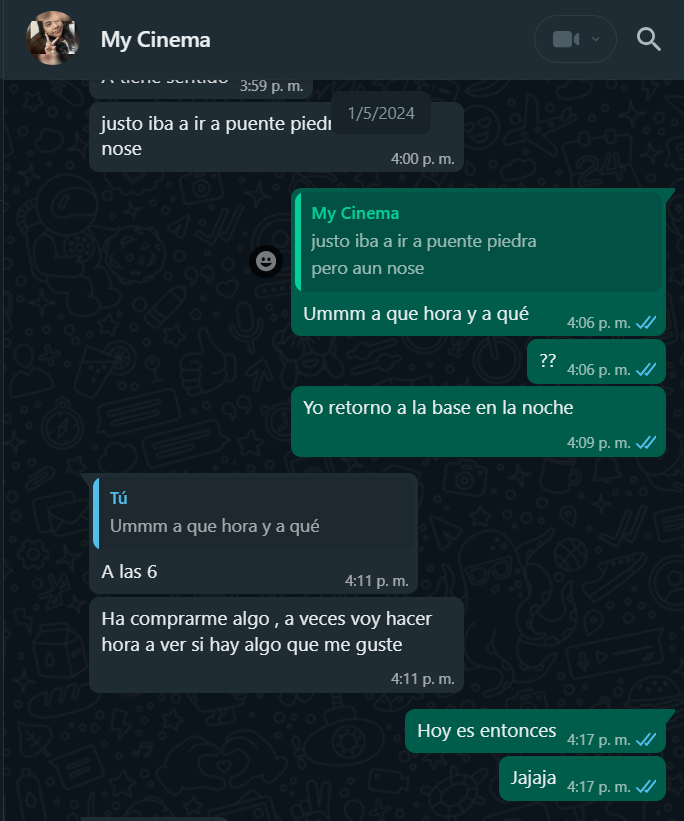 My Cinema
A tiene sentido 3:59 p. m.
1/5/2024
justo iba a ir a puente piedr
nose
4:00 p. m.
My Cinema
justo iba a ir a puente piedra
pero aun nose
Ummm a que hora y a qué 4:06 p. m.
?? 4:06 p. m.
Yo retorno a la base en la noche
4:09 p. m.
Tú
Ummm a que hora y a qué
A las 6 4:11 p. m.
Ha comprarme algo , a veces voy hacer
hora a ver si hay algo que me guste
4:11 p. m.
Hoy es entonces 4:17 p. m.
Jajaja 4:17 p. m.